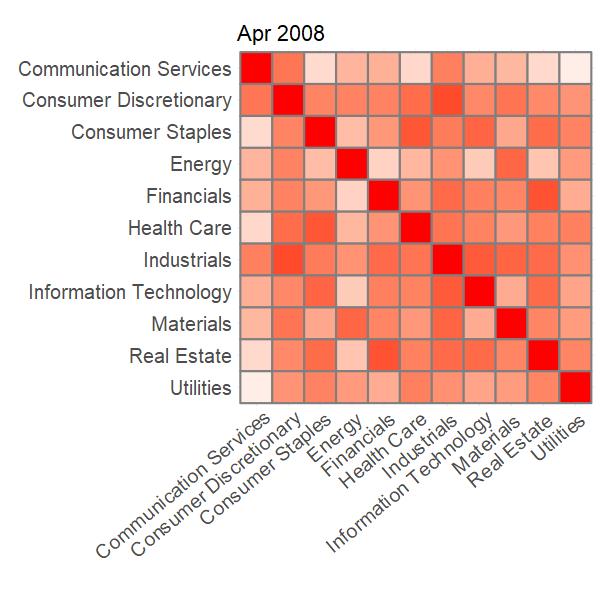 Apr 2008
Communication Services
Consumer Discretionary
Consumer Staples
Energy
Financials
Health Care
Industrials
Information Technology
Materials
Real Estate
Utilities
Communication Services
Consumer Discretionary
Consumer Staples
Energy
Financials
Health Care
Industrials
Information Technology
Materials
Real Estate
Utilities